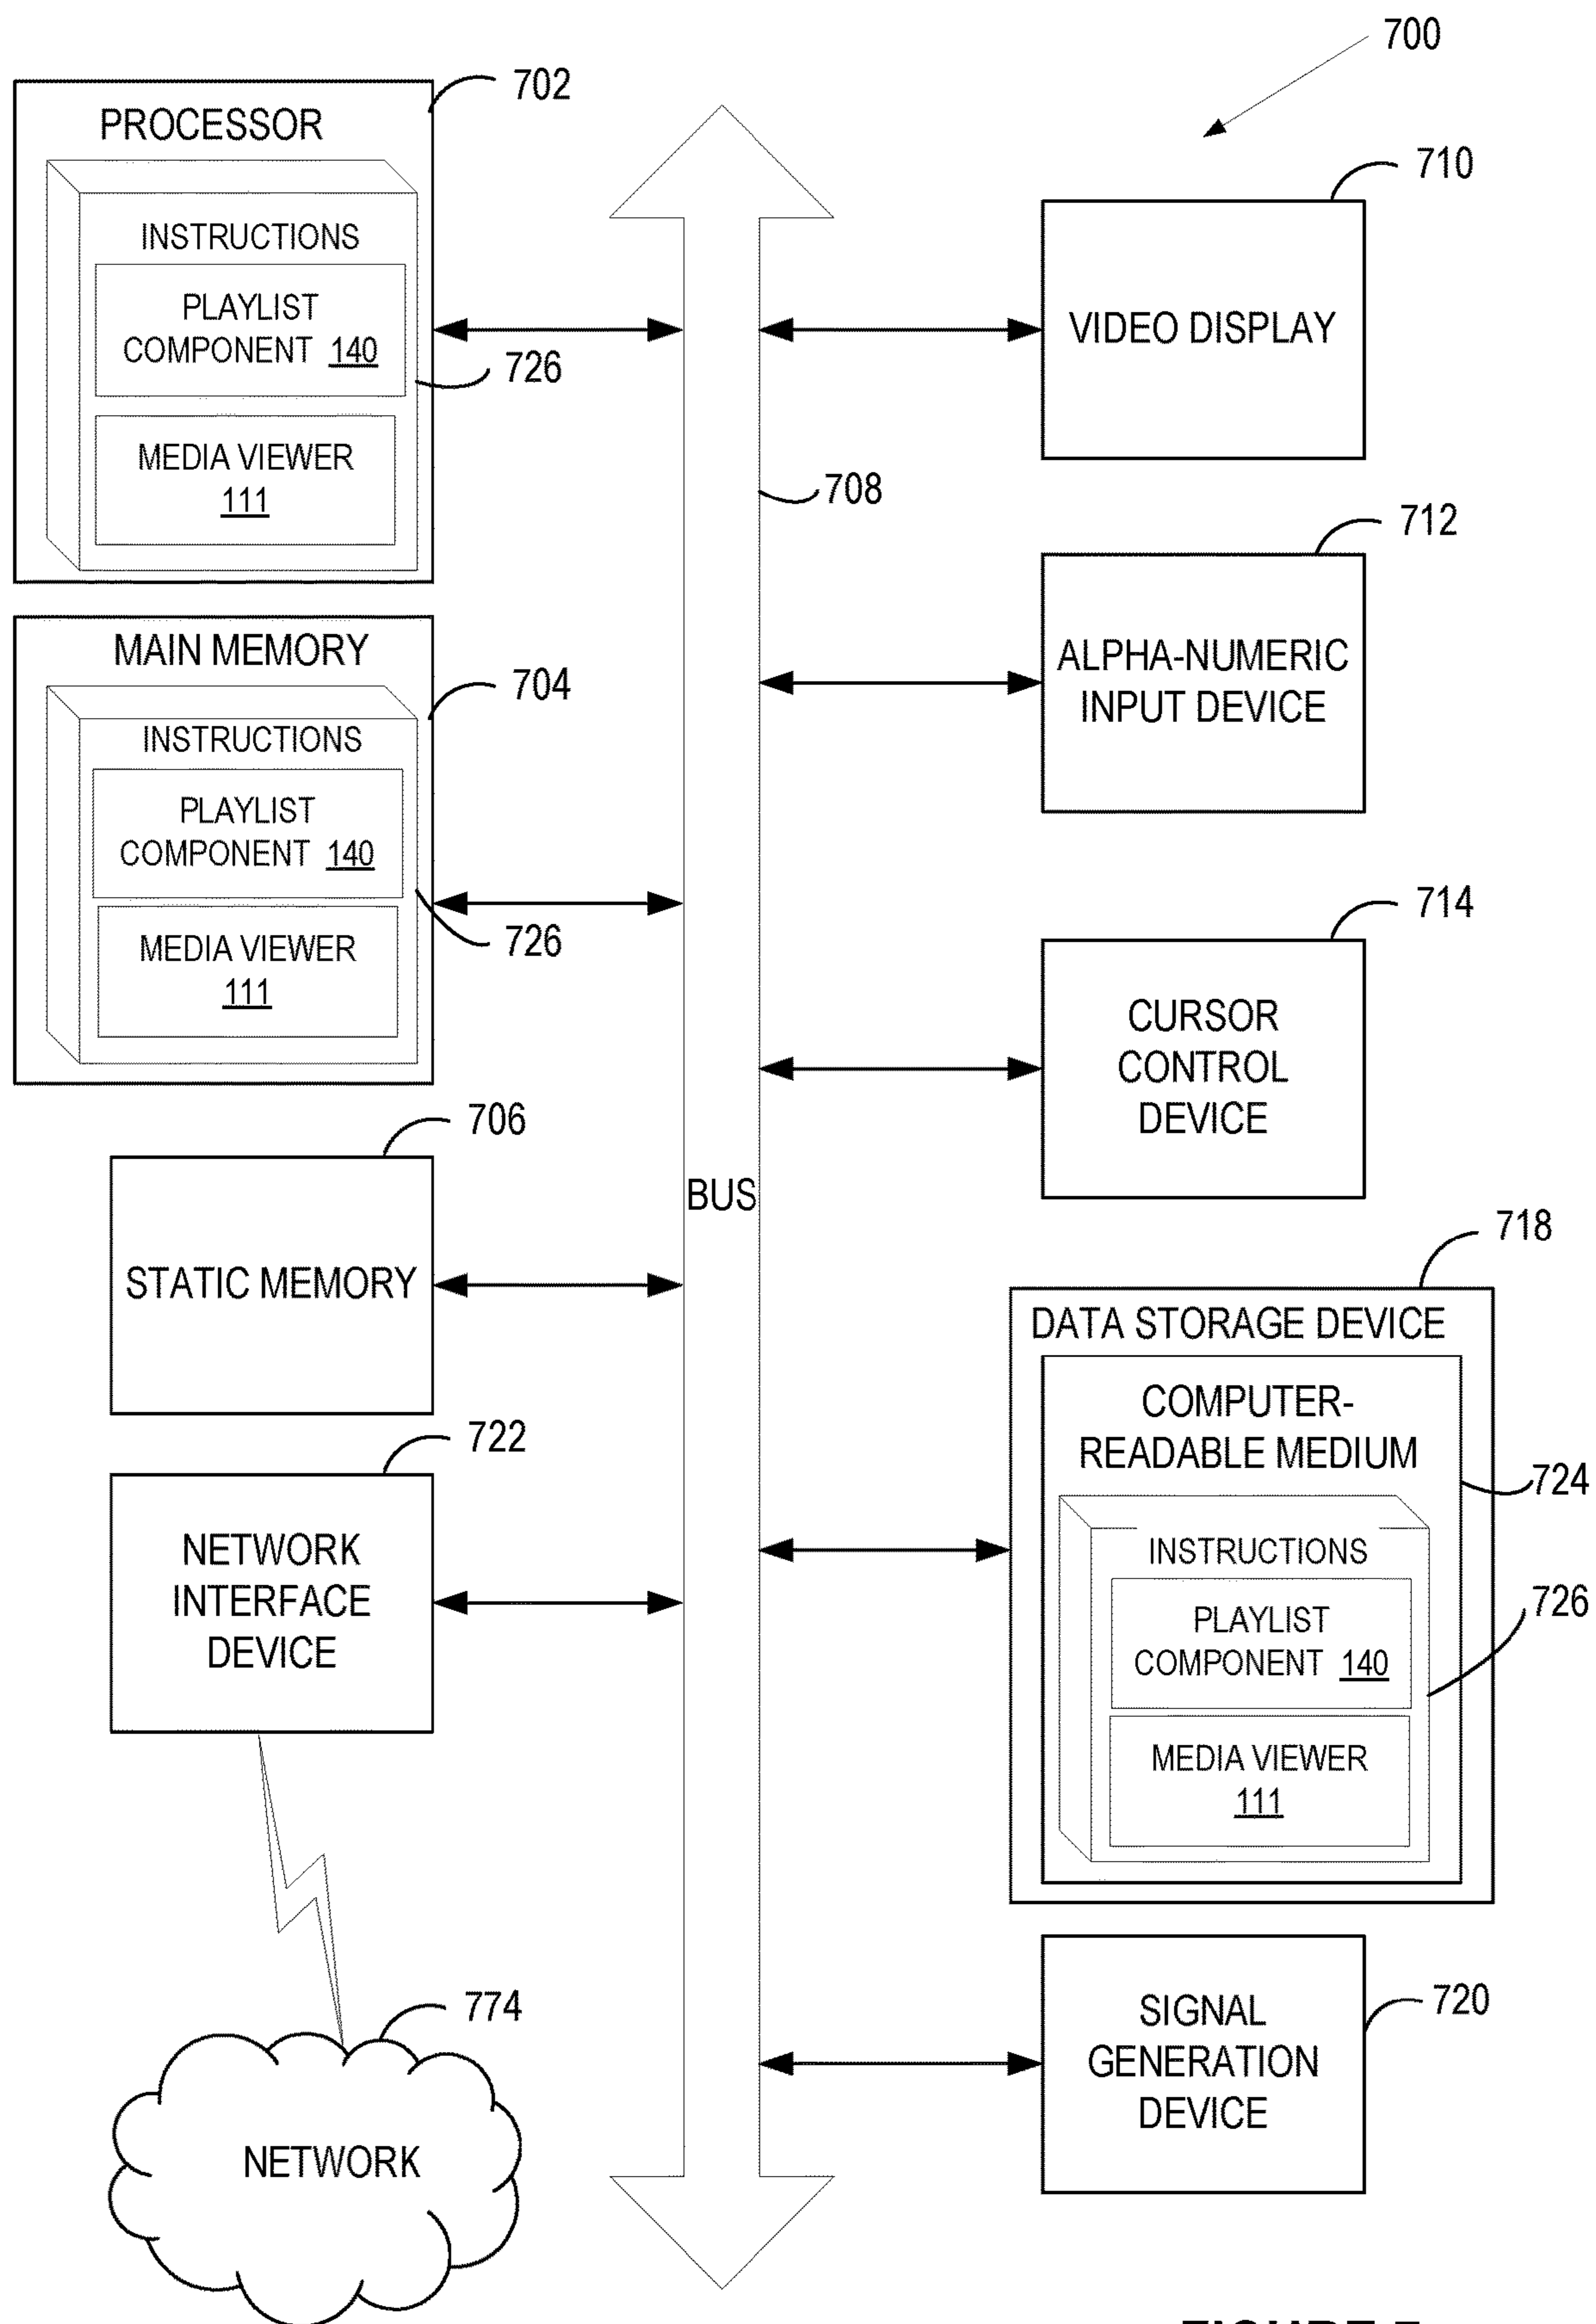 700
702
PROCESSOR
INSTRUCTIONS
PLAYLIST
COMPONENT 140
726
MEDIA VIEWER
111
MAIN MEMORY
704
INSTRUCTIONS
PLAYLIST
COMPONENT 140
726
MEDIA VIEWER
111
706
STATIC MEMORY
722
NETWORK
INTERFACE
DEVICE
774
NETWORK
708
BUS
710
VIDEO DISPLAY
712
ALPHA-NUMERIC
INPUT DEVICE
714
CURSOR
CONTROL
DEVICE
718
DATA STORAGE DEVICE
COMPUTER-
READABLE MEDIUM
724
INSTRUCTIONS
PLAYLIST
COMPONENT 140
726
MEDIA VIEWER
111
SIGNAL
GENERATION
DEVICE
720